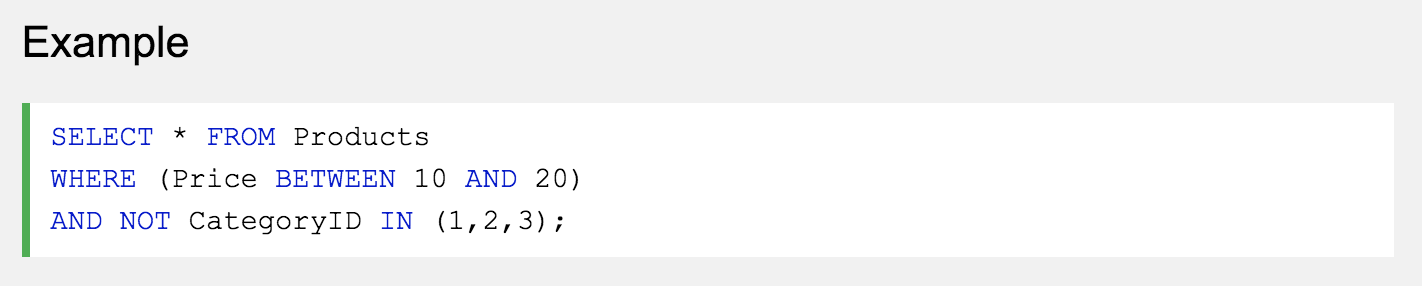 Example
SELECT * FROM Products
WHERE (Price BETWEEN 10 AND 20)
AND NOT CategoryID IN (1,2,3);